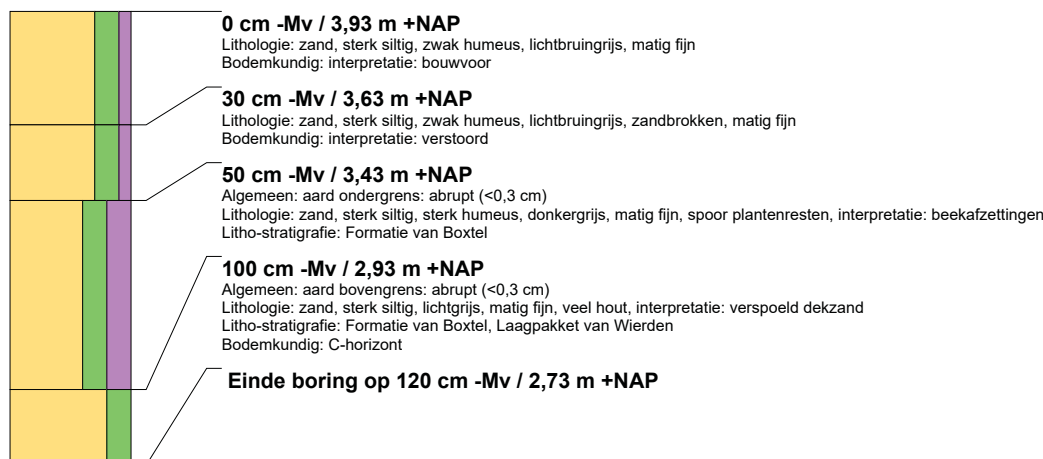 0 cm -Mv / 3,93 m +NAP
Lithologie: zand, sterk siltig, zwak humeus, lichtbruingrijs, matig fijn
Bodemkundig: interpretatie: bouwvoor
30 cm -Mv / 3,63 m +NAP
Lithologie: zand, sterk siltig, zwak humeus, lichtbruingrijs, zandbrokken, matig fijn
Bodemkundig: interpretatie: verstoord
50 cm -Mv / 3,43 m +NAP
Algemeen: aard ondergrens: abrupt (<0,3 cm)
Lithologie: zand, sterk siltig, sterk humeus, donkergrijs, matig fijn, spoor plantenresten, interpretatie: beekafzettingen
Litho-stratigrafie: Formatie van Boxtel
100 cm -Mv / 2,93 m +NAP
Algemeen: aard bovengrens: abrupt (<0,3 cm)
Lithologie: zand, sterk siltig, lichtgrijs, matig fijn, veel hout, interpretatie: verspoeld dekzand
Litho-stratigrafie: Formatie van Boxtel, Laagpakket van Wierden
Bodemkundig: C-horizont
Einde boring op 120 cm -Mv / 2,73 m +NAP